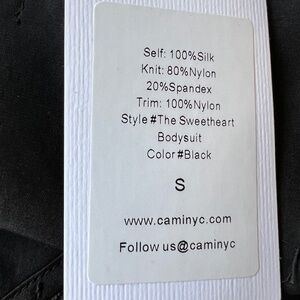 Self: 100%Silk
Knit: 80%Nylon
20%Spandex
Trim: 100%Nylon
Style #The Sweetheart
Bodysuit
Color#Black
S
www.caminyc.com
Follow us@caminyc